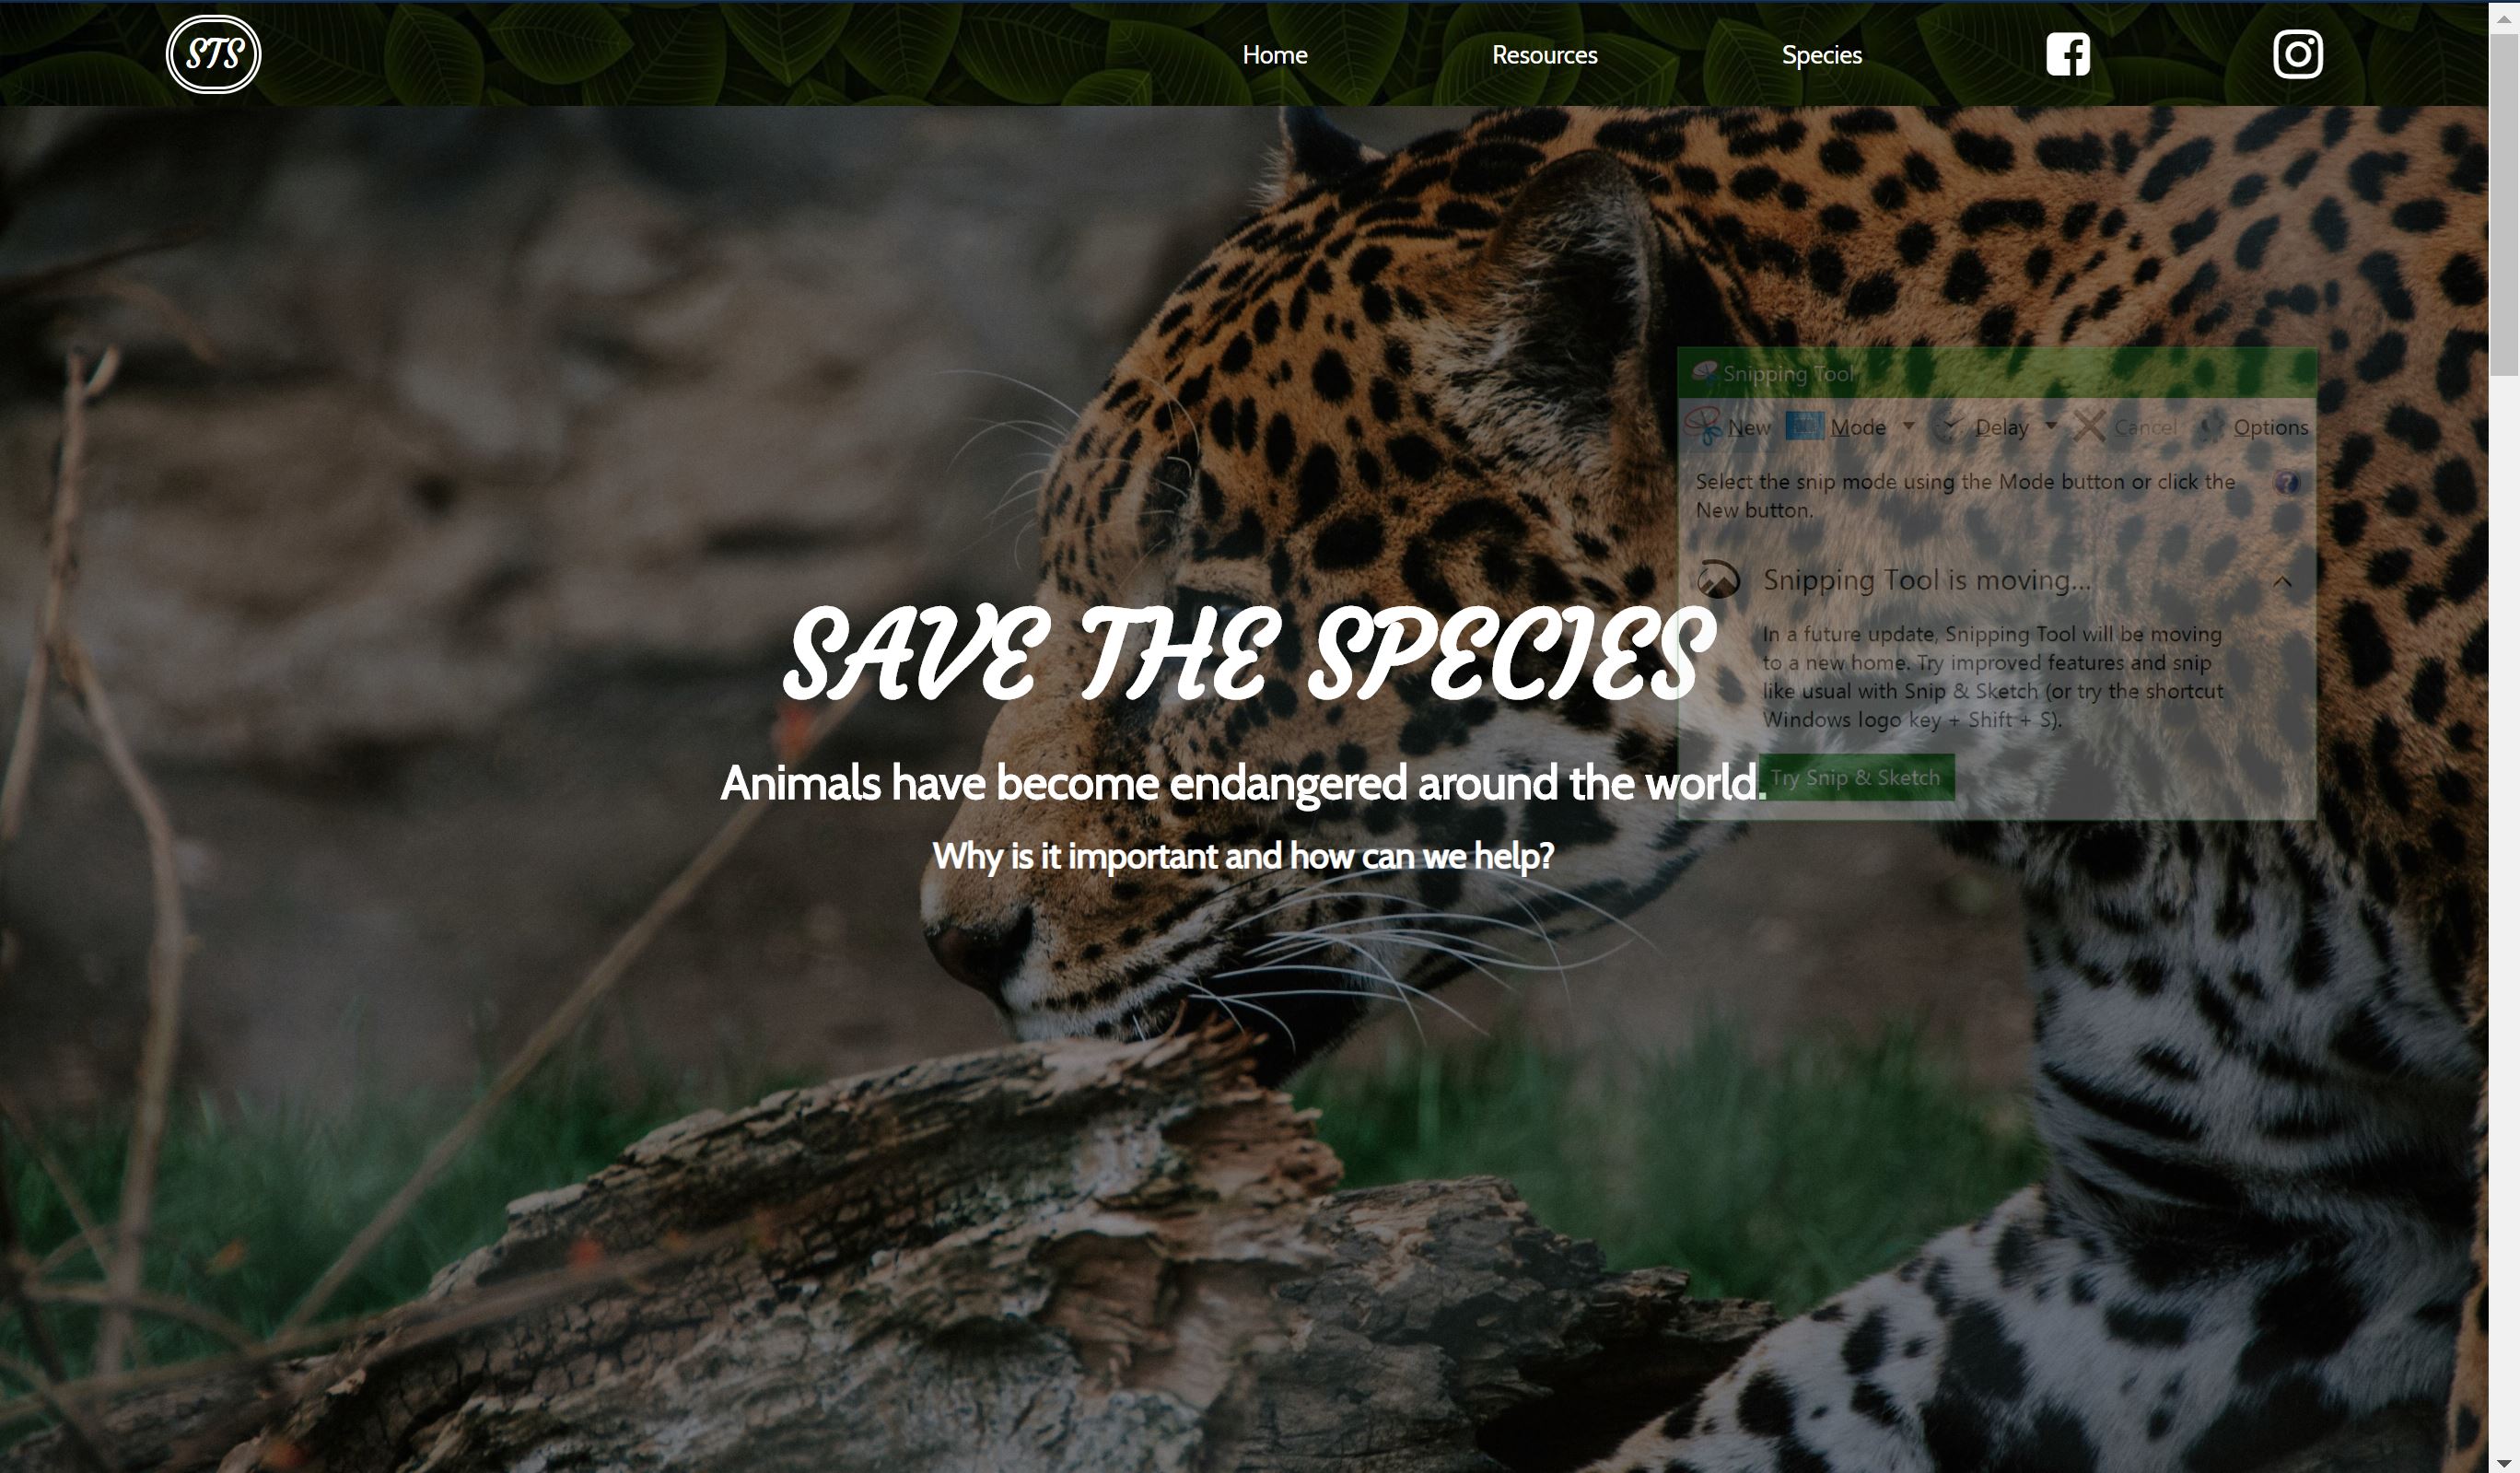 STS
Home
Resources
Species
Snipping Tool
New
Mode
Delay
Cancel
Options
Select the snip mode using the Mode button or click the
New button.
?
Snipping Tool is moving...
In a future update, Snipping Tool will be moving
to a new home. Try improved features and snip
like usual with Snip & Sketch (or try the shortcut
Windows logo key + Shift + S).
Try Snip & Sketch
SAVE THE SPECIES
Animals have become endangered around the world.
Why is it important and how can we help?